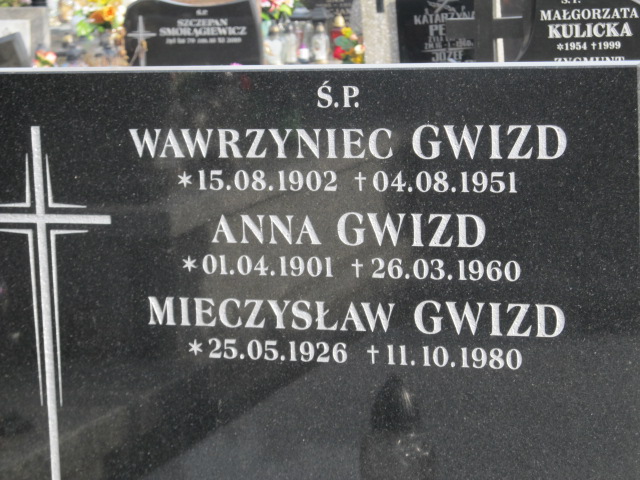 Ś.P.
SZCZEPAN
SMORĄGIEWICZ
KATARZYNA
MAŁGORZATA
KULICKA
*1954 †1999
ZYGMUNT
Ś.P.
WAWRZYNIEC GWIZD
*15.08.1902 †04.08.1951
ANNA GWIZD
*01.04.1901 †26.03.1960
MIECZYSŁAW GWIZD
*25.05.1926 †11.10.1980